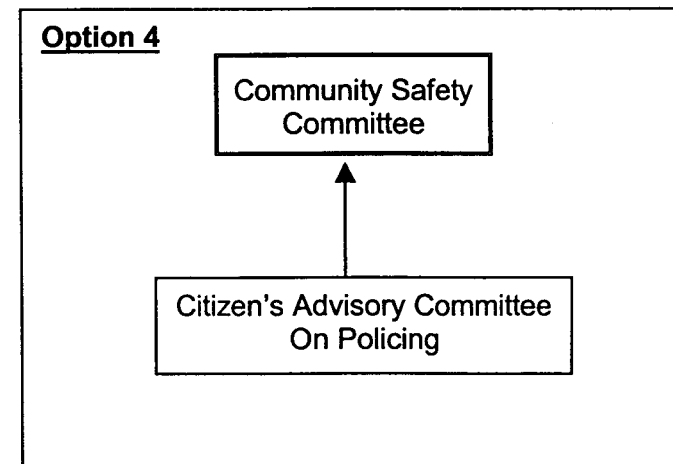 Option 4
Community Safety
Committee
Citizen's Advisory Committee
On Policing